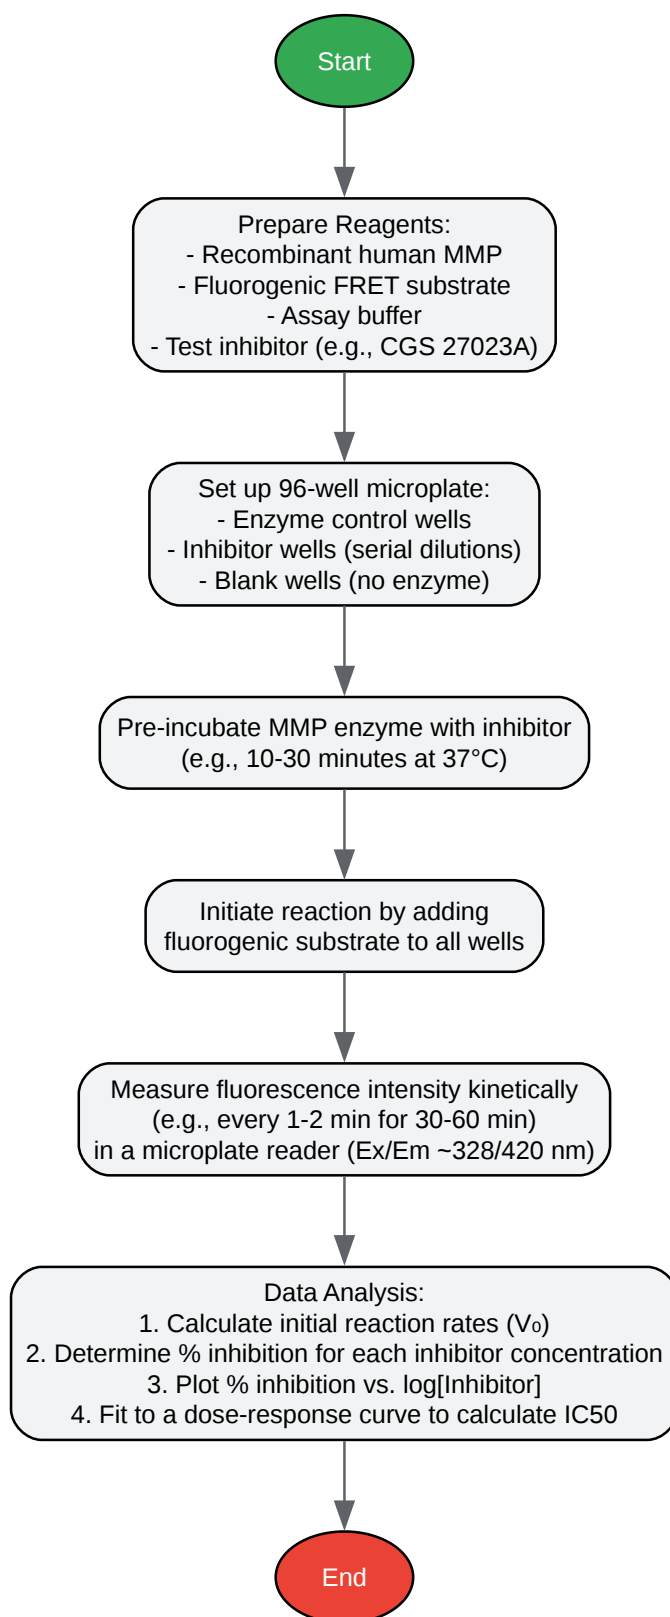 Start
Prepare Reagents:
- Recombinant human MMP
- Fluorogenic FRET substrate
- Assay buffer
- Test inhibitor (e.g., CGS 27023A)
Set up 96-well microplate:
- Enzyme control wells
- Inhibitor wells (serial dilutions)
- Blank wells (no enzyme)
Pre-incubate MMP enzyme with inhibitor
(e.g., 10-30 minutes at 37°C)
Initiate reaction by adding
fluorogenic substrate to all wells
Measure fluorescence intensity kinetically
(e.g., every 1-2 min for 30-60 min)
in a microplate reader (Ex/Em ~328/420 nm)
Data Analysis:
1. Calculate initial reaction rates (V₀)
2. Determine % inhibition for each inhibitor concentration
3. Plot % inhibition vs. log[Inhibitor]
4. Fit to a dose-response curve to calculate IC50
End